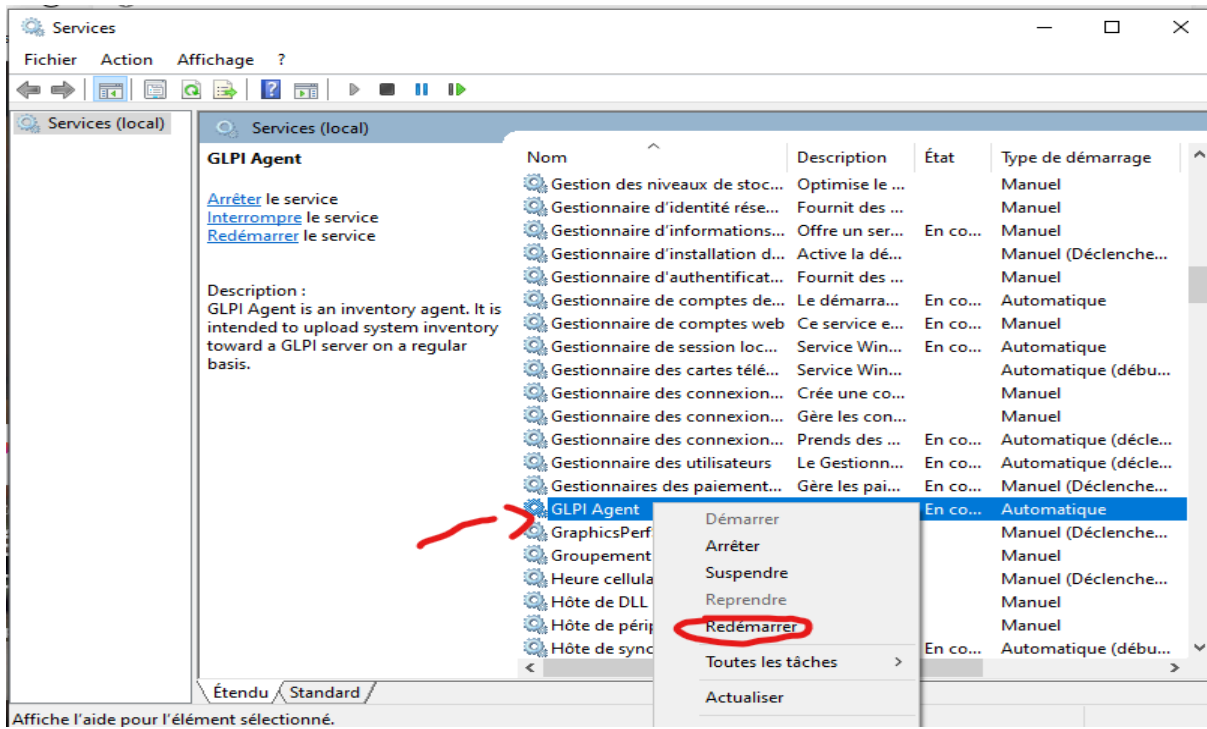 Services
Fichier Action Affichage ?
Services (local)
Services (local)
GLPI Agent
Arrêter le service
Interrompre le service
Redémarrer le service
Description :
GLPI Agent is an inventory agent. It is
intended to upload system inventory
toward a GLPI server on a regular
basis.
Nom Description État Type de démarrage
Gestion des niveaux de stoc... Optimise le ... Manuel
Gestionnaire d'identité rése... Fournit des ... Manuel
Gestionnaire d'informations... Offre un ser... En co... Manuel
Gestionnaire d'installation d... Active la dé... Manuel (Déclenche...
Gestionnaire d'authentificat... Fournit des ... Manuel
Gestionnaire de comptes de... Le démarra... En co... Automatique
Gestionnaire de comptes web Ce service e... En co... Manuel
Gestionnaire de session loc... Service Win... En co... Automatique
Gestionnaire des cartes télé... Service Win... Automatique (débu...
Gestionnaire des connexion... Crée une co... Manuel
Gestionnaire des connexion... Gère les con... Manuel
Gestionnaire des connexion... Prends des ... En co... Automatique (décle...
Gestionnaire des utilisateurs Le Gestionn... En co... Automatique (décle...
Gestionnaires des paiement... Gère les pai... En co... Manuel (Déclenche...
GLPI Agent En co... Automatique
GraphicsPerf Manuel (Déclenche...
Groupement Manuel
Heure cellula Manuel (Déclenche...
Hôte de DLL Manuel
Hôte de périp Manuel
Hôte de sync En co... Automatique (débu...
Démarrer
Arrêter
Suspendre
Reprendre
Redémarrer
Toutes les tâches
Actualiser
Étendu Standard
Affiche l'aide pour l'élément sélectionné.